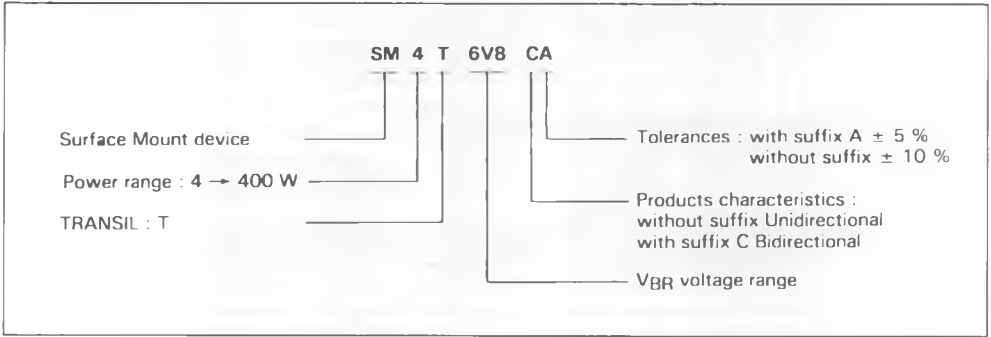 SM 4 T 6V8 CA
Surface Mount device
Power range : 4 → 400 W
TRANSIL : T
Tolerances : with suffix A ± 5 %
without suffix ± 10 %
Products characteristics :
without suffix Unidirectional
with suffix C Bidirectional
VBR voltage range